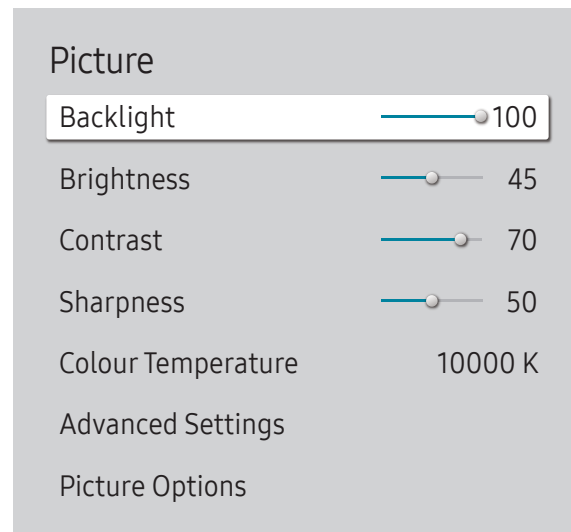 Picture
Backlight 100
Brightness 45
Contrast 70
Sharpness 50
Colour Temperature 10000 K
Advanced Settings
Picture Options